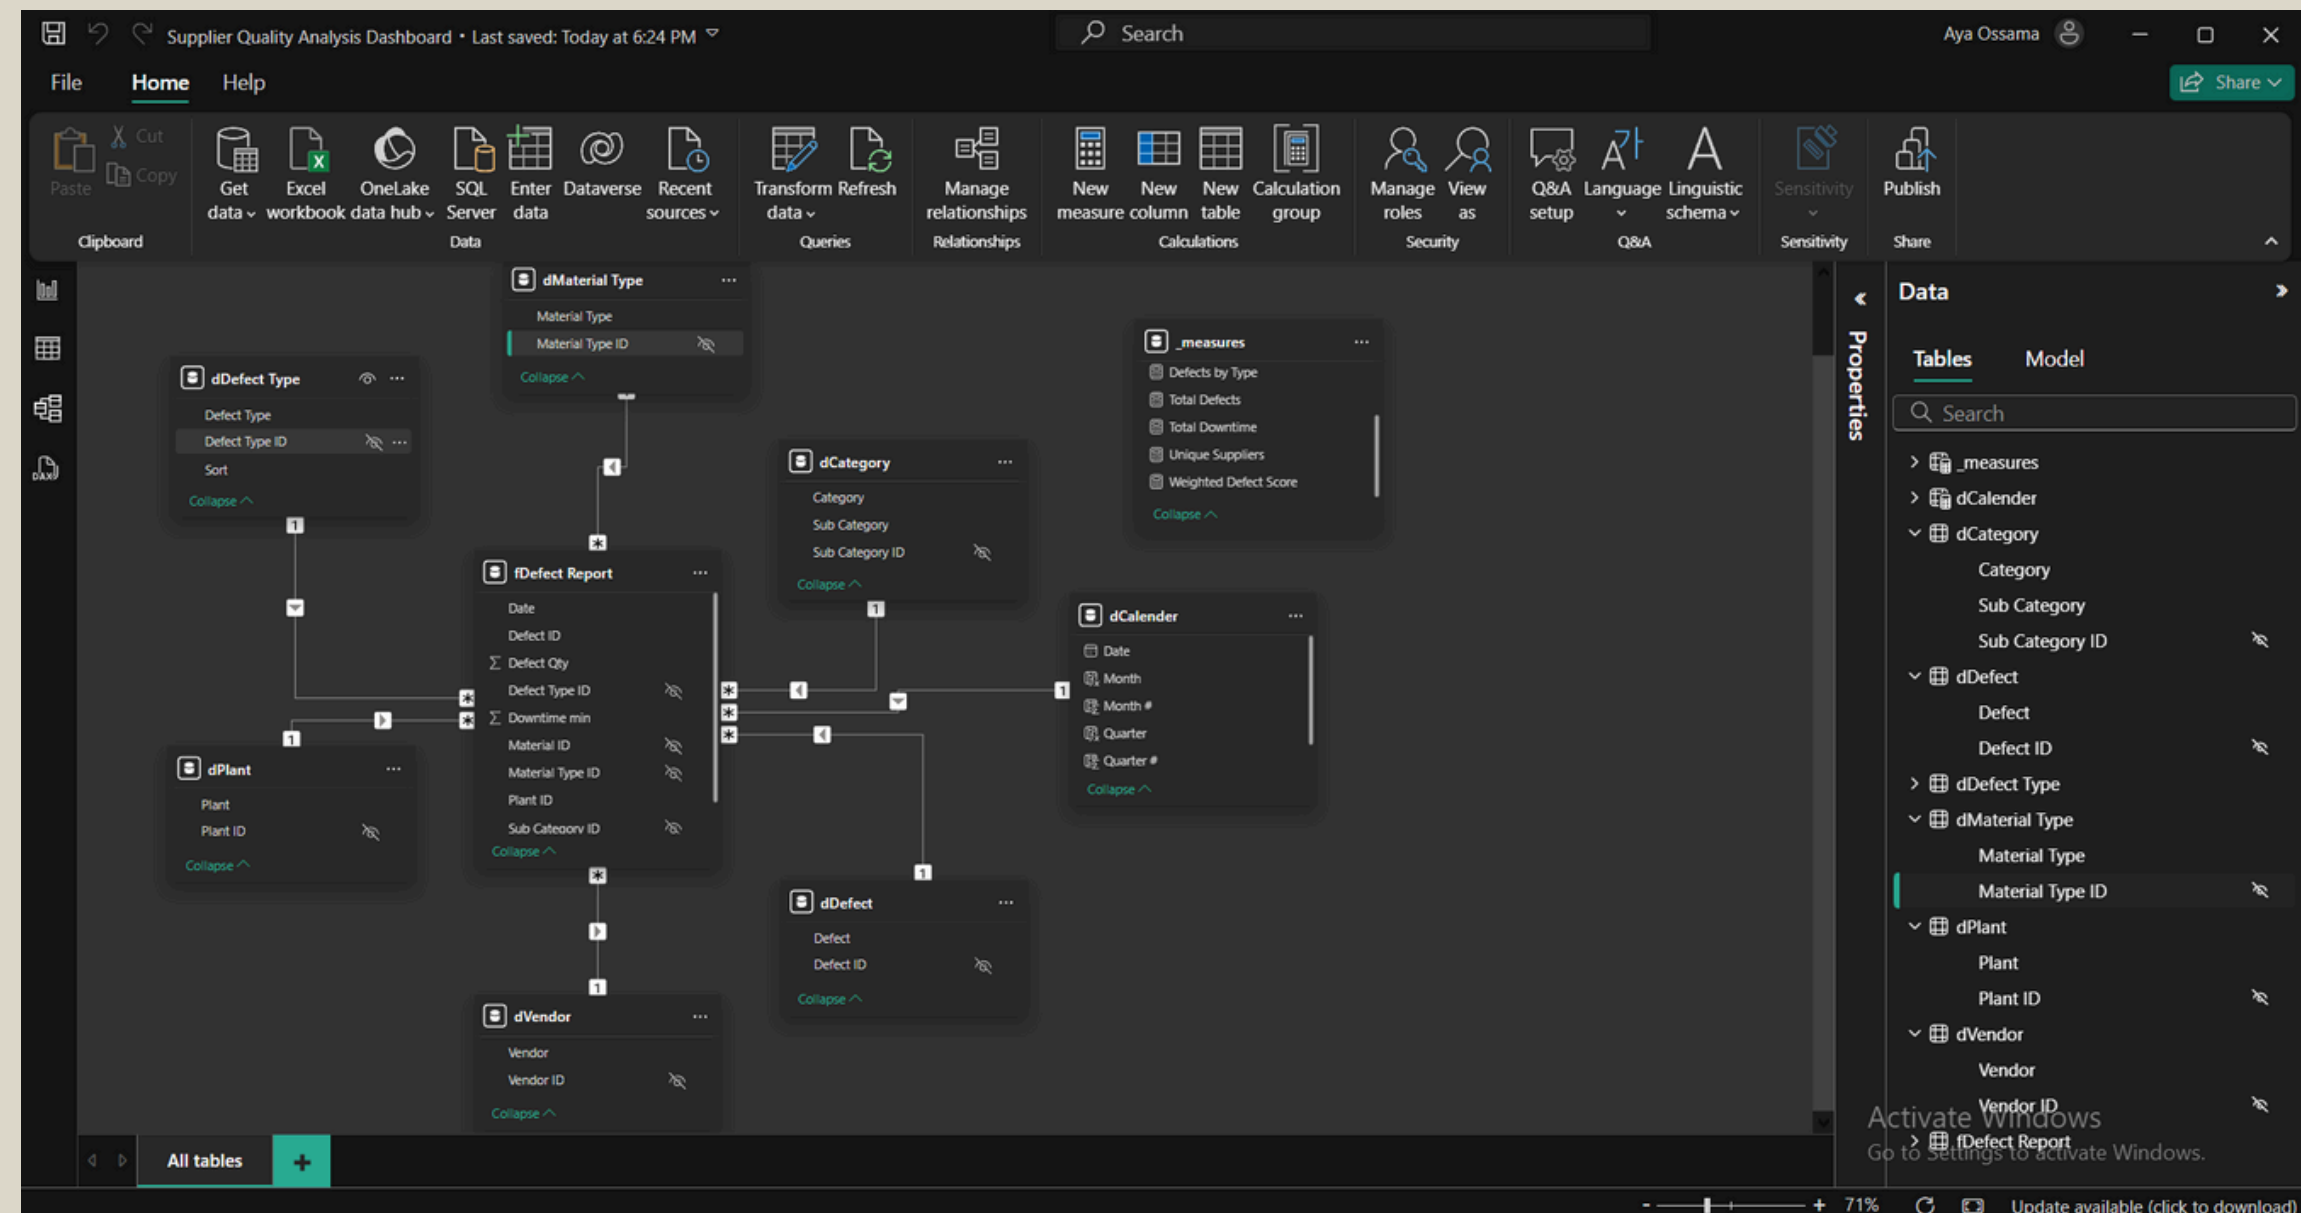 Supplier Quality Analysis Dashboard • Last saved: Today at 6:24 PM
Search
Aya Ossama
File
Home
Help
Share
Paste
Cut
Copy
Clipboard
Get data
Excel workbook
OneLake data hub
SQL Server
Enter data
Dataverse
Recent sources
Data
Transform data
Refresh
Queries
Manage relationships
Relationships
New measure
New column
New table
Calculation group
Calculations
Manage roles
View as
Security
Q&A setup
Language
Linguistic schema
Q&A
Sensitivity
Sensitivity
Publish
Share
DAX
dMaterial Type
Material Type
Material Type ID
Collapse
dDefect Type
Defect Type
Defect Type ID
Sort
Collapse
1
*
_measures
Defects by Type
Total Defects
Total Downtime
Unique Suppliers
Weighted Defect Score
Collapse
dCategory
Category
Sub Category
Sub Category ID
Collapse
1
fDefect Report
Date
Defect ID
∑ Defect Qty
Defect Type ID
∑ Downtime min
Material ID
Material Type ID
Plant ID
Sub Category ID
Collapse
*
*
*
*
*
*
dCalender
Date
Month
Month #
Quarter
Quarter #
Collapse
1
1
dPlant
Plant
Plant ID
Collapse
1
dDefect
Defect
Defect ID
Collapse
1
dVendor
Vendor
Vendor ID
Collapse
All tables
+
Properties
Data
Tables
Model
Search
_measures
dCalender
dCategory
Category
Sub Category
Sub Category ID
dDefect
Defect
Defect ID
dDefect Type
dMaterial Type
Material Type
Material Type ID
dPlant
Plant
Plant ID
dVendor
Vendor
Vendor ID
fDefect Report
Activate Windows
Go to Settings to activate Windows.
- + 71%
Update available (click to download)